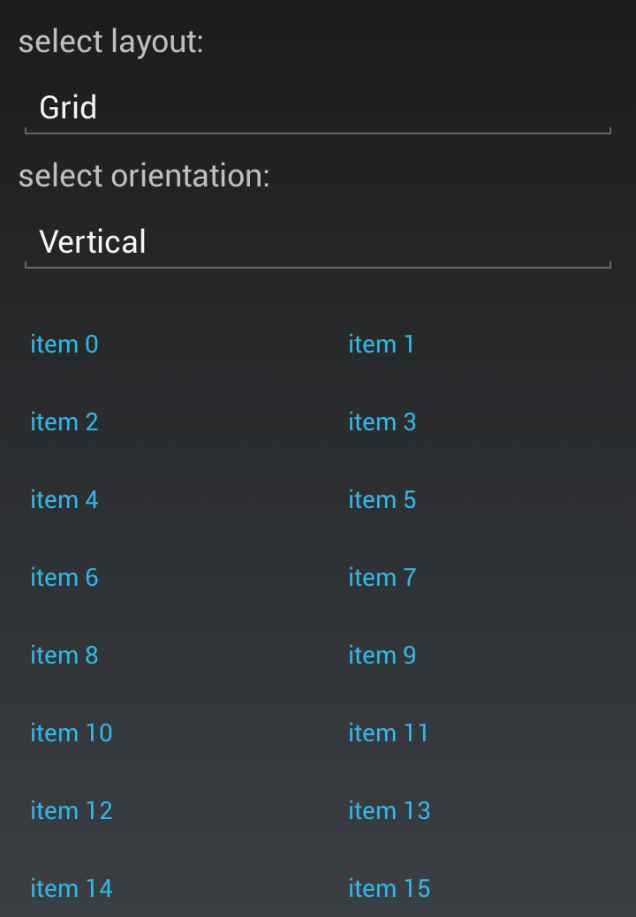 select layout:
Grid
select orientation:
Vertical
item 0 item 1
item 2 item 3
item 4 item 5
item 6 item 7
item 8 item 9
item 10 item 11
item 12 item 13
item 14 item 15